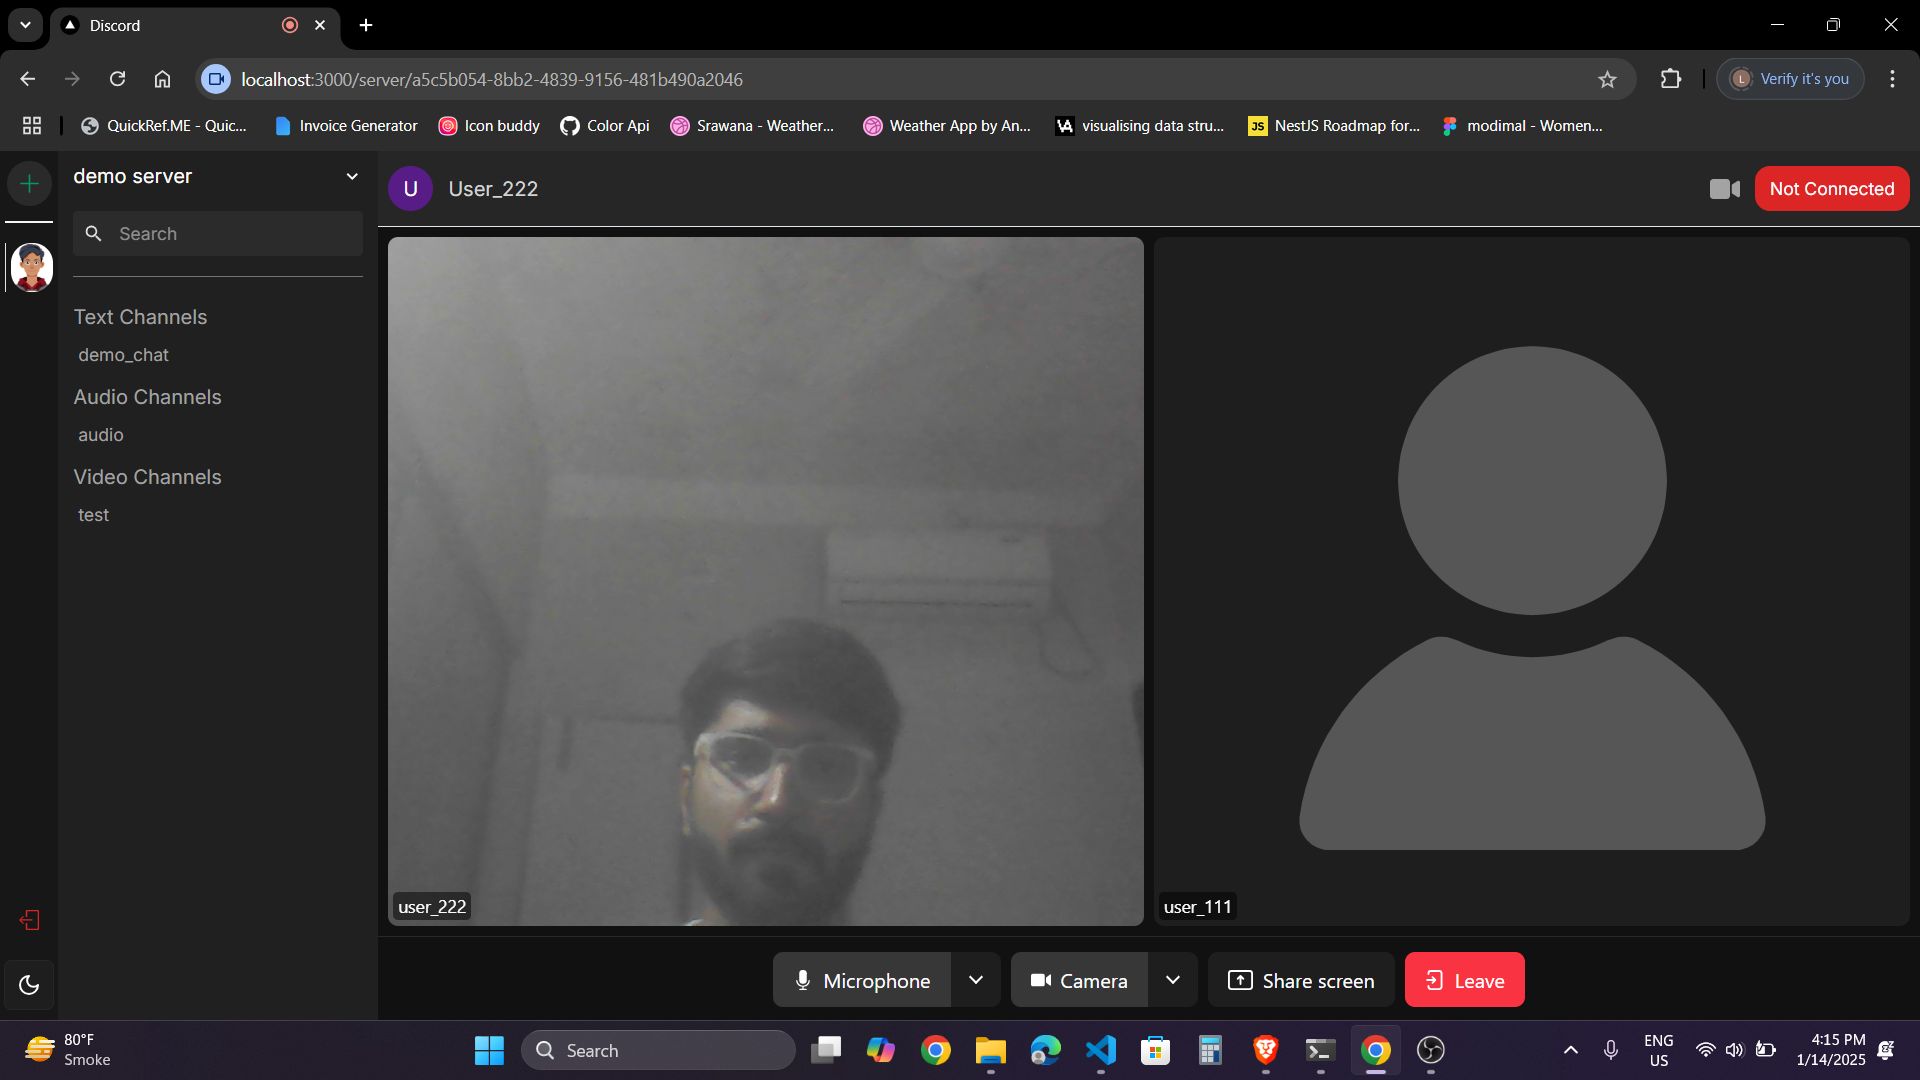 Discord
localhost:3000/server/a5c5b054-8bb2-4839-9156-481b490a2046
L
Verify it's you
QuickRef.ME - Quic...
Invoice Generator
Icon buddy
Color Api
Srawana - Weather...
Weather App by An...
VA
visualising data stru...
JS
NestJS Roadmap for...
modimal - Women...
demo server
Search
Text Channels
demo_chat
Audio Channels
audio
Video Channels
test
U
User_222
Not Connected
user_222
user_111
Microphone
Camera
Share screen
Leave
80°F
Smoke
Search
ENG
US
4:15 PM
1/14/2025